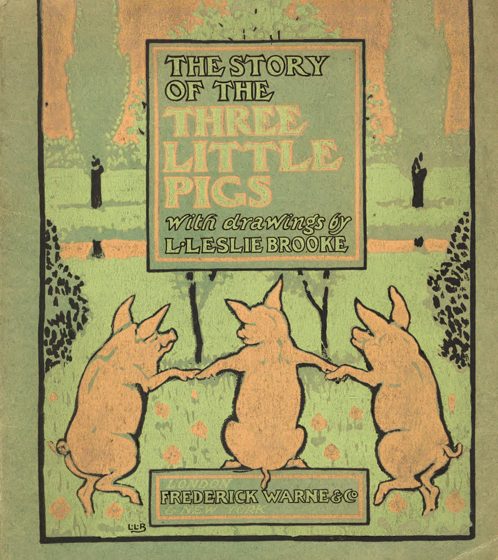 THE STORY
OF THE
THREE
LITTLE
PIGS
with drawings by
L·LESLIE BROOKE
LONDON
FREDERICK WARNE & Co
NEW YORK
LLB